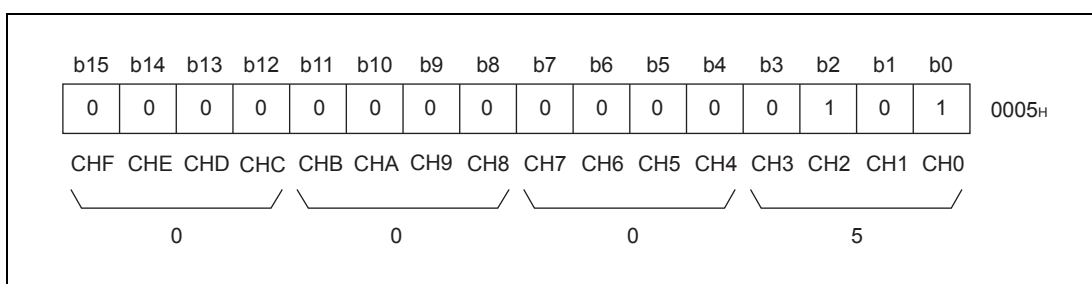 b15 b14 b13 b12 b11 b10 b9 b8 b7 b6 b5 b4 b3 b2 b1 b0
0 0 0 0 0 0 0 0 0 0 0 0 0 1 0 1 0005H
CHF CHE CHD CHC CHB CHA CH9 CH8 CH7 CH6 CH5 CH4 CH3 CH2 CH1 CH0
0 0 0 5